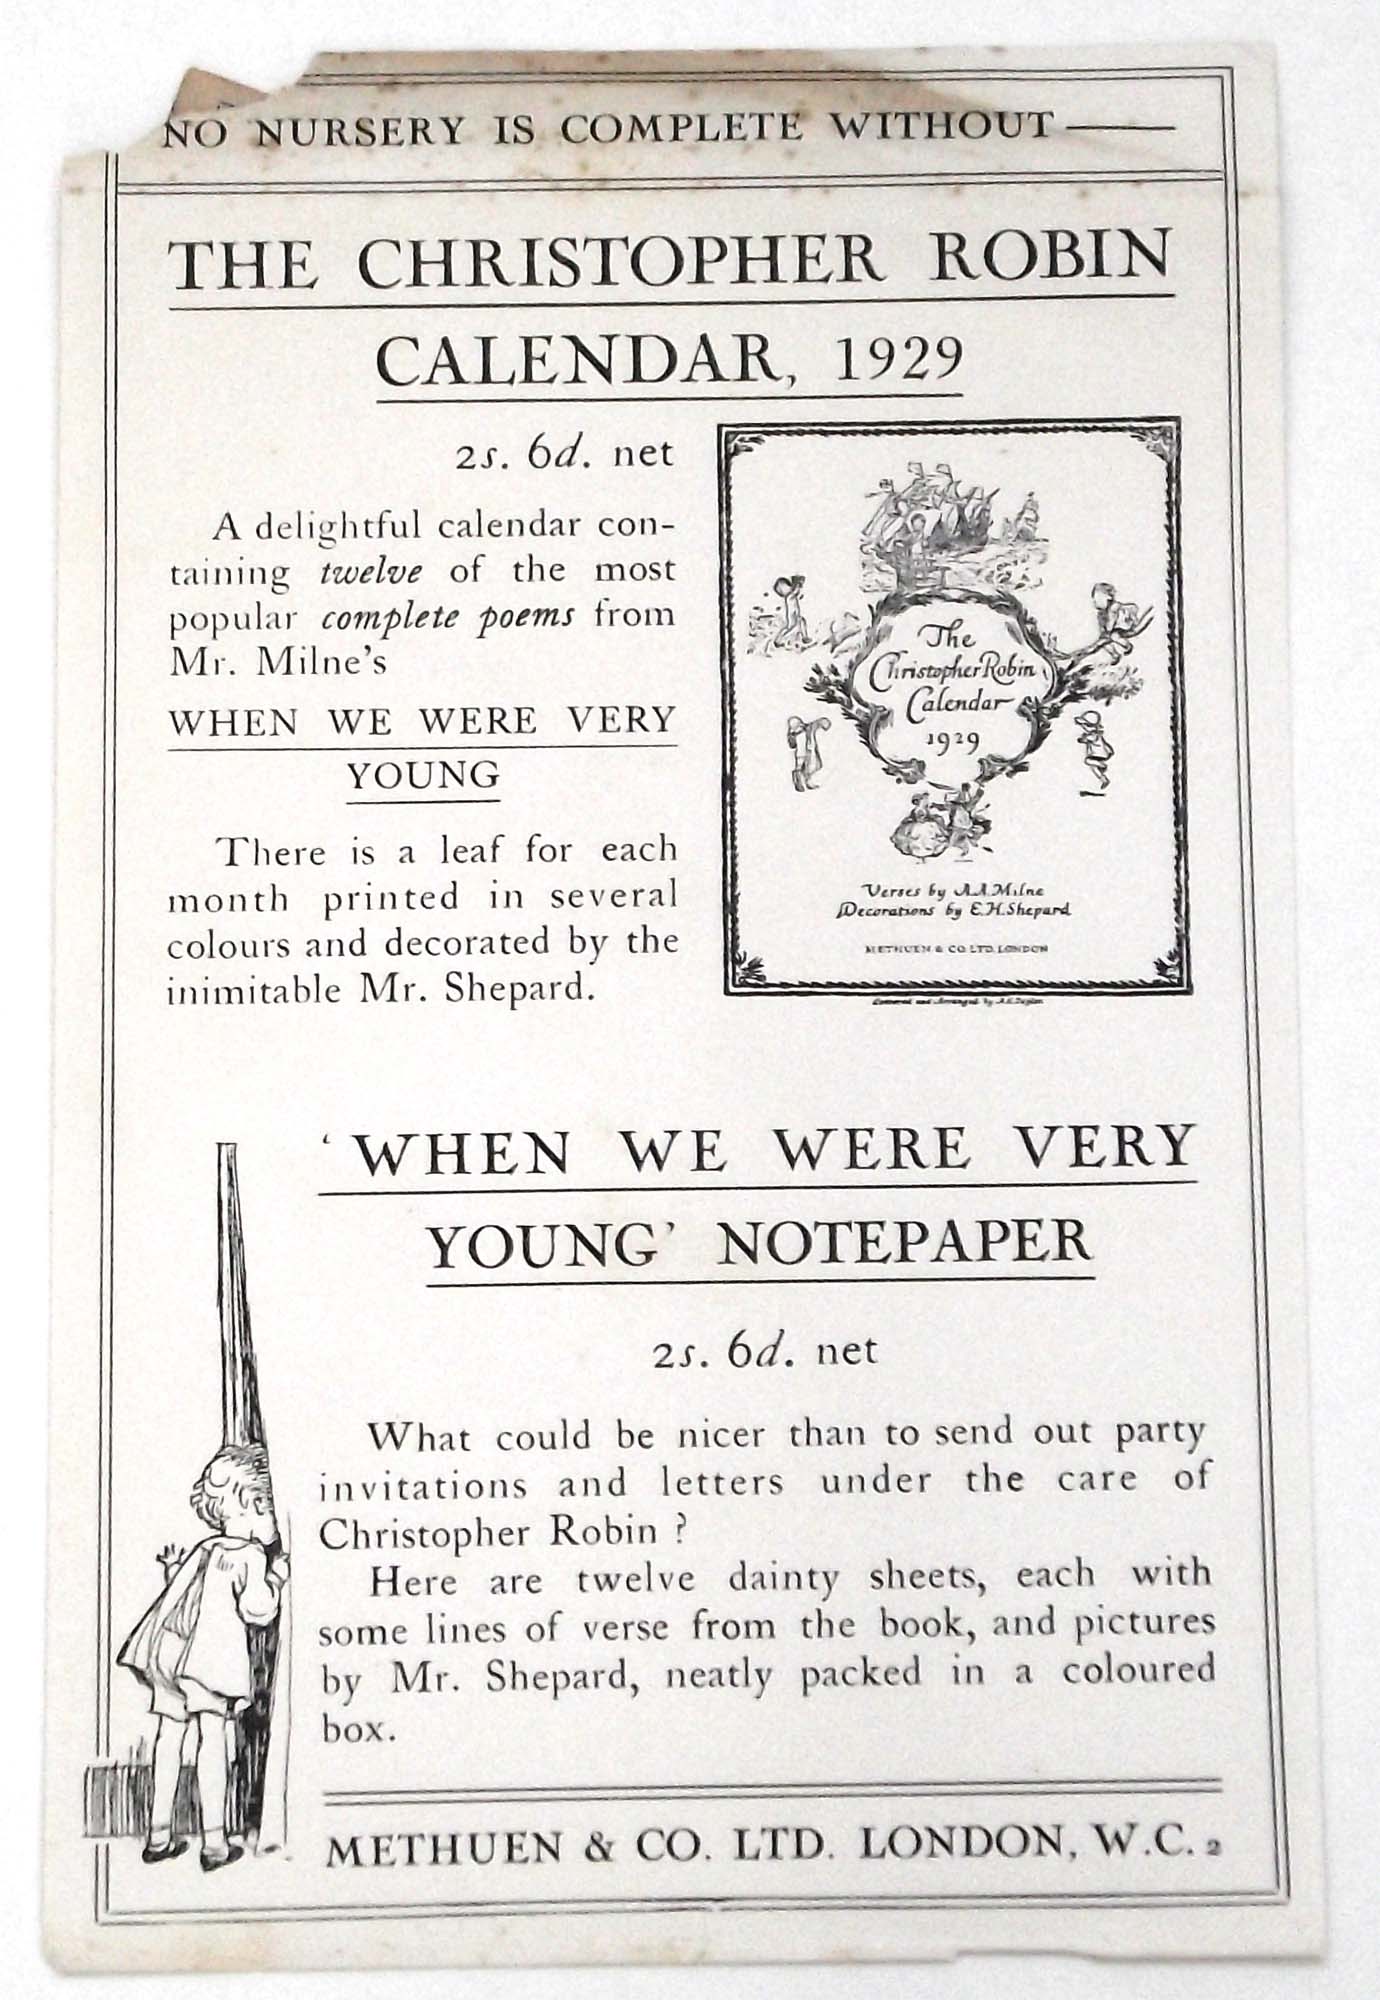 NO NURSERY IS COMPLETE WITHOUT——
THE CHRISTOPHER ROBIN
CALENDAR, 1929
2s. 6d. net
A delightful calendar con-
taining twelve of the most
popular complete poems from
Mr. Milne's
WHEN WE WERE VERY
YOUNG
There is a leaf for each
month printed in several
colours and decorated by the
inimitable Mr. Shepard.
The
Christopher Robin
Calendar
1929
Verses by A.A.Milne
Decorations by E.H.Shepard
METHUEN & CO. LTD. LONDON
and Arranged by
‘WHEN WE WERE VERY
YOUNG’ NOTEPAPER
2s. 6d. net
What could be nicer than to send out party
invitations and letters under the care of
Christopher Robin ?
Here are twelve dainty sheets, each with
some lines of verse from the book, and pictures
by Mr. Shepard, neatly packed in a coloured
box.
METHUEN & CO. LTD. LONDON, W.C. 2